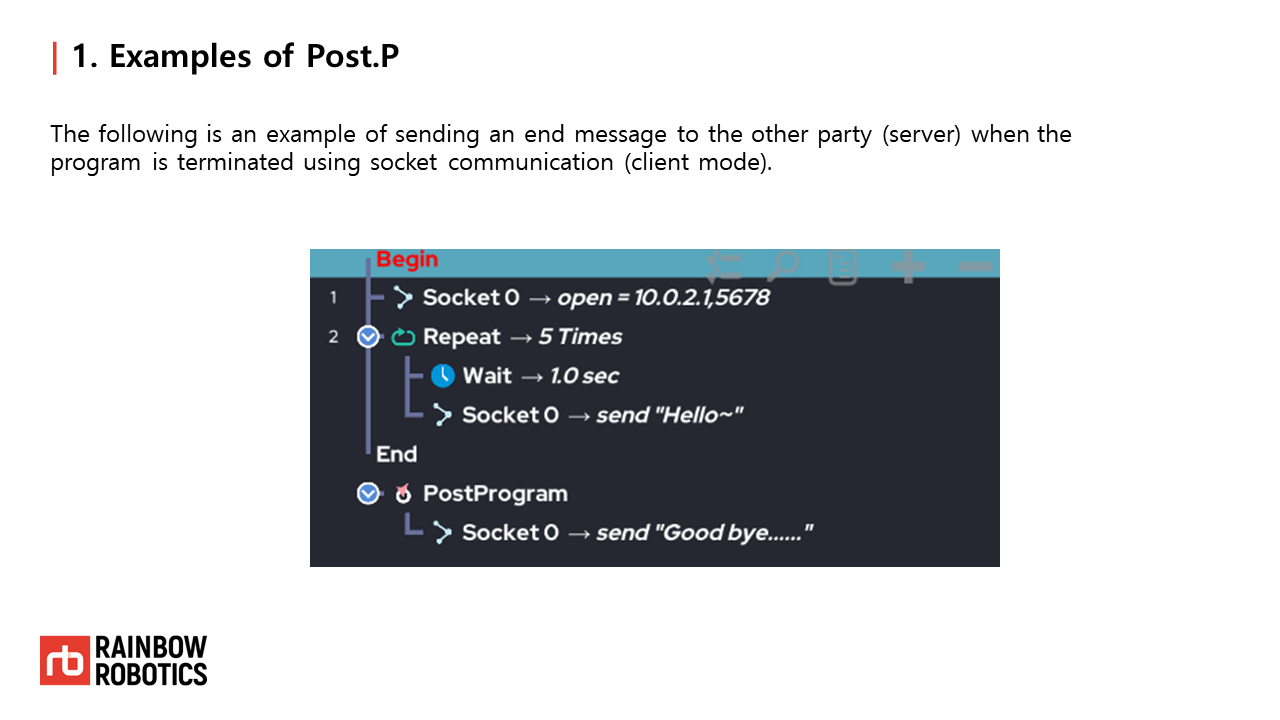 1. Examples of Post.P
The following is an example of sending an end message to the other party (server) when the
program is terminated using socket communication (client mode).
Begin
1 Socket 0 → open = 10.0.2.1,5678
2 Repeat → 5 Times
Wait → 1.0 sec
Socket 0 → send "Hello~"
End
PostProgram
Socket 0 → send "Good bye......"
rb RAINBOW
ROBOTICS